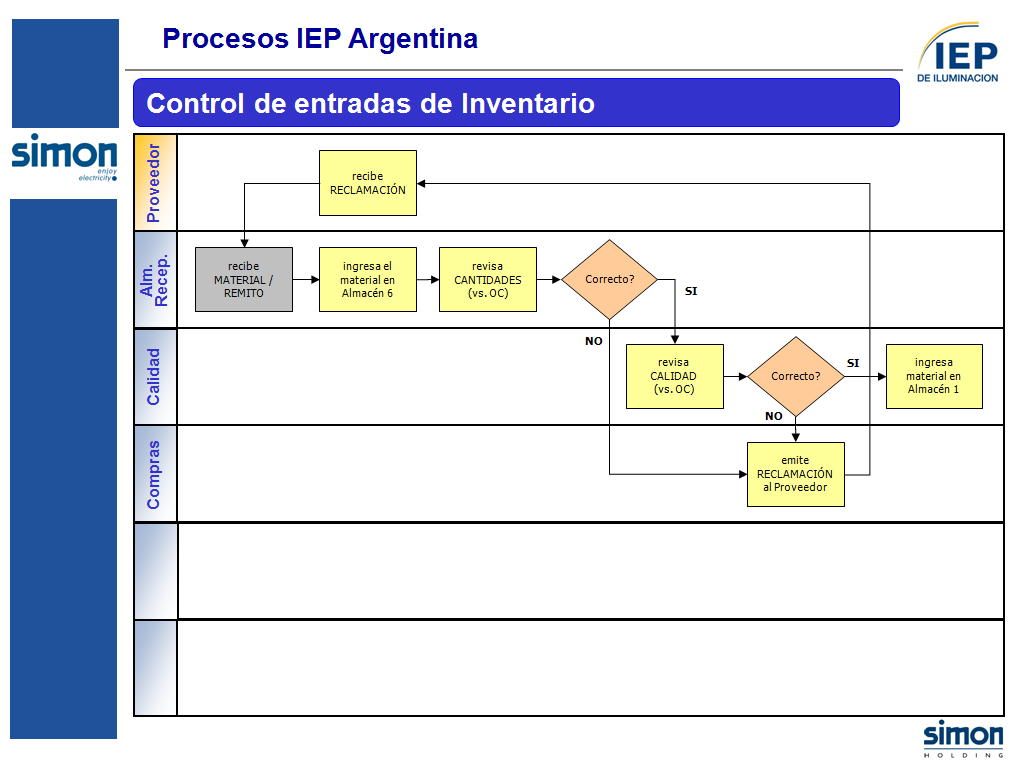 Procesos IEP Argentina
IEP
DE ILUMINACION
Control de entradas de Inventario
simon
enjoy
electricity
Proveedor
recibe
RECLAMACIÓN
Alm.
Recep.
recibe
MATERIAL /
REMITO
ingresa el
material en
Almacén 6
revisa
CANTIDADES
(vs. OC)
Correcto?
SI
NO
Calidad
revisa
CALIDAD
(vs. OC)
Correcto?
SI
NO
ingresa
material en
Almacén 1
Compras
emite
RECLAMACIÓN
al Proveedor
simon
HOLDING